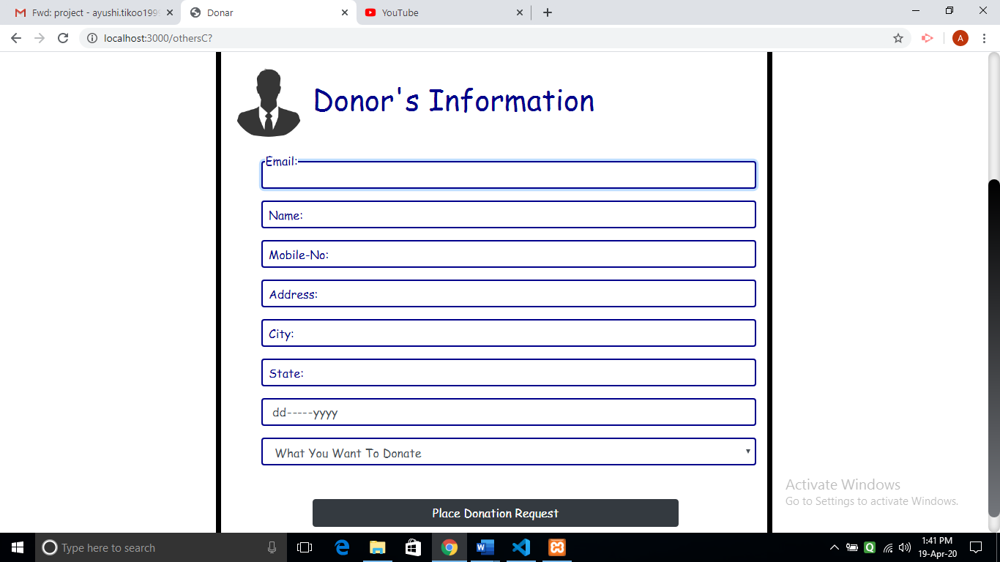 Fwd: project - ayushi.tikoo199
Donar
YouTube
localhost:3000/othersC?
A
Donor's Information
Email:
Name:
Mobile-No:
Address:
City:
State:
dd-----yyyy
What You Want To Donate
Place Donation Request
Activate Windows
Go to Settings to activate Windows.
Type here to search
1:41 PM
19-Apr-20